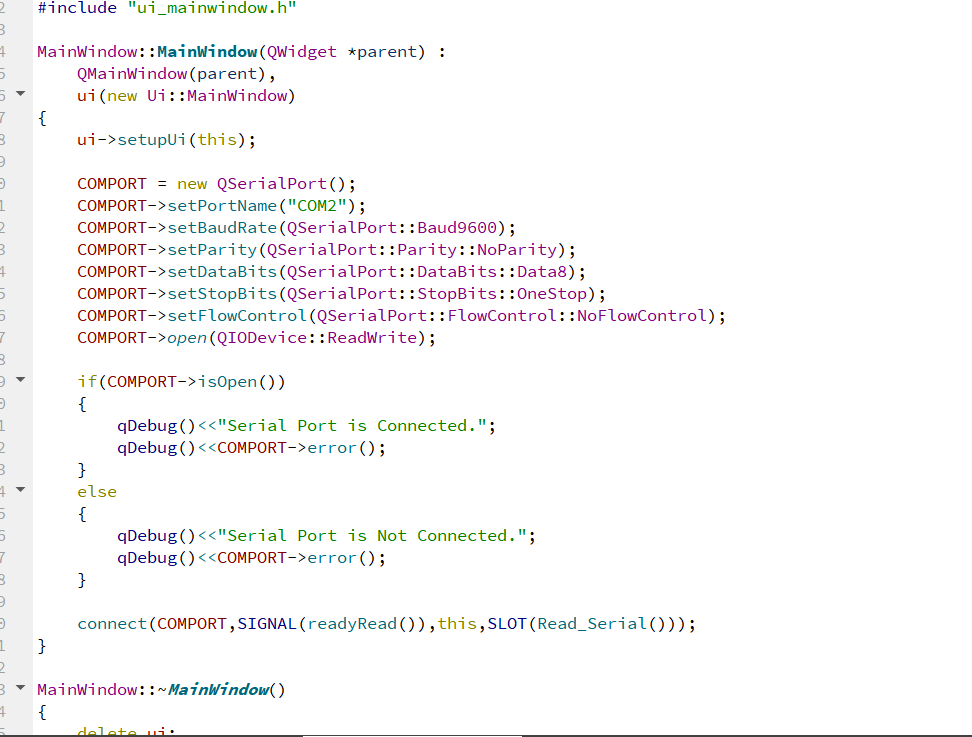 #include "ui_mainwindow.h"
MainWindow::MainWindow(QWidget *parent) :
    QMainWindow(parent),
    ui(new Ui::MainWindow)
{
    ui->setupUi(this);
    COMPORT = new QSerialPort();
    COMPORT->setPortName("COM2");
    COMPORT->setBaudRate(QSerialPort::Baud9600);
    COMPORT->setParity(QSerialPort::Parity::NoParity);
    COMPORT->setDataBits(QSerialPort::DataBits::Data8);
    COMPORT->setStopBits(QSerialPort::StopBits::OneStop);
    COMPORT->setFlowControl(QSerialPort::FlowControl::NoFlowControl);
    COMPORT->open(QIODevice::ReadWrite);
    if(COMPORT->isOpen())
    {
        qDebug()<<"Serial Port is Connected.";
        qDebug()<<COMPORT->error();
    }
    else
    {
        qDebug()<<"Serial Port is Not Connected.";
        qDebug()<<COMPORT->error();
    }
    connect(COMPORT,SIGNAL(readyRead()),this,SLOT(Read_Serial()));
}
MainWindow::~MainWindow()
{
    delete ui;